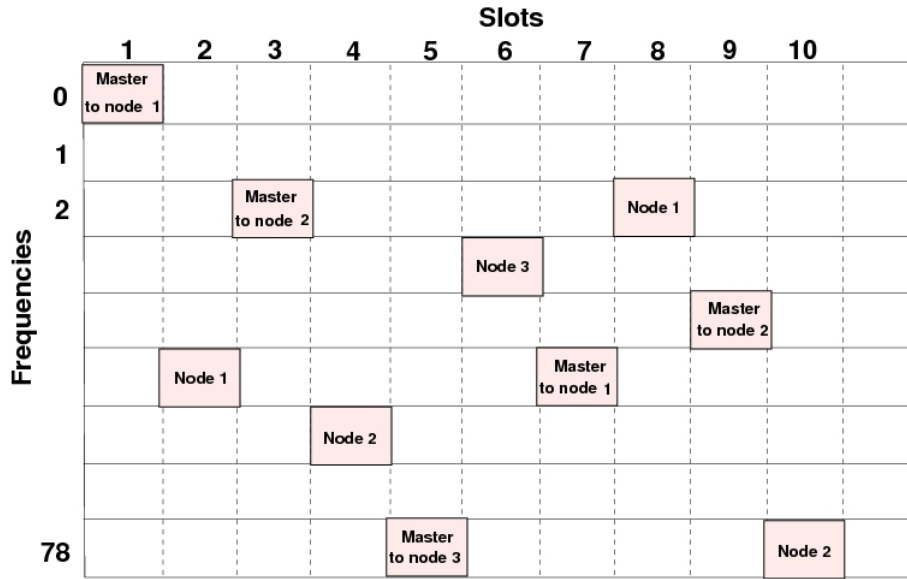 Slots
1 2 3 4 5 6 7 8 9 10
Frequencies
0
Master
to node 1
1
2
Master
to node 2
Node 1
Node 3
Master
to node 2
Node 1
Master
to node 1
Node 2
78
Master
to node 3
Node 2